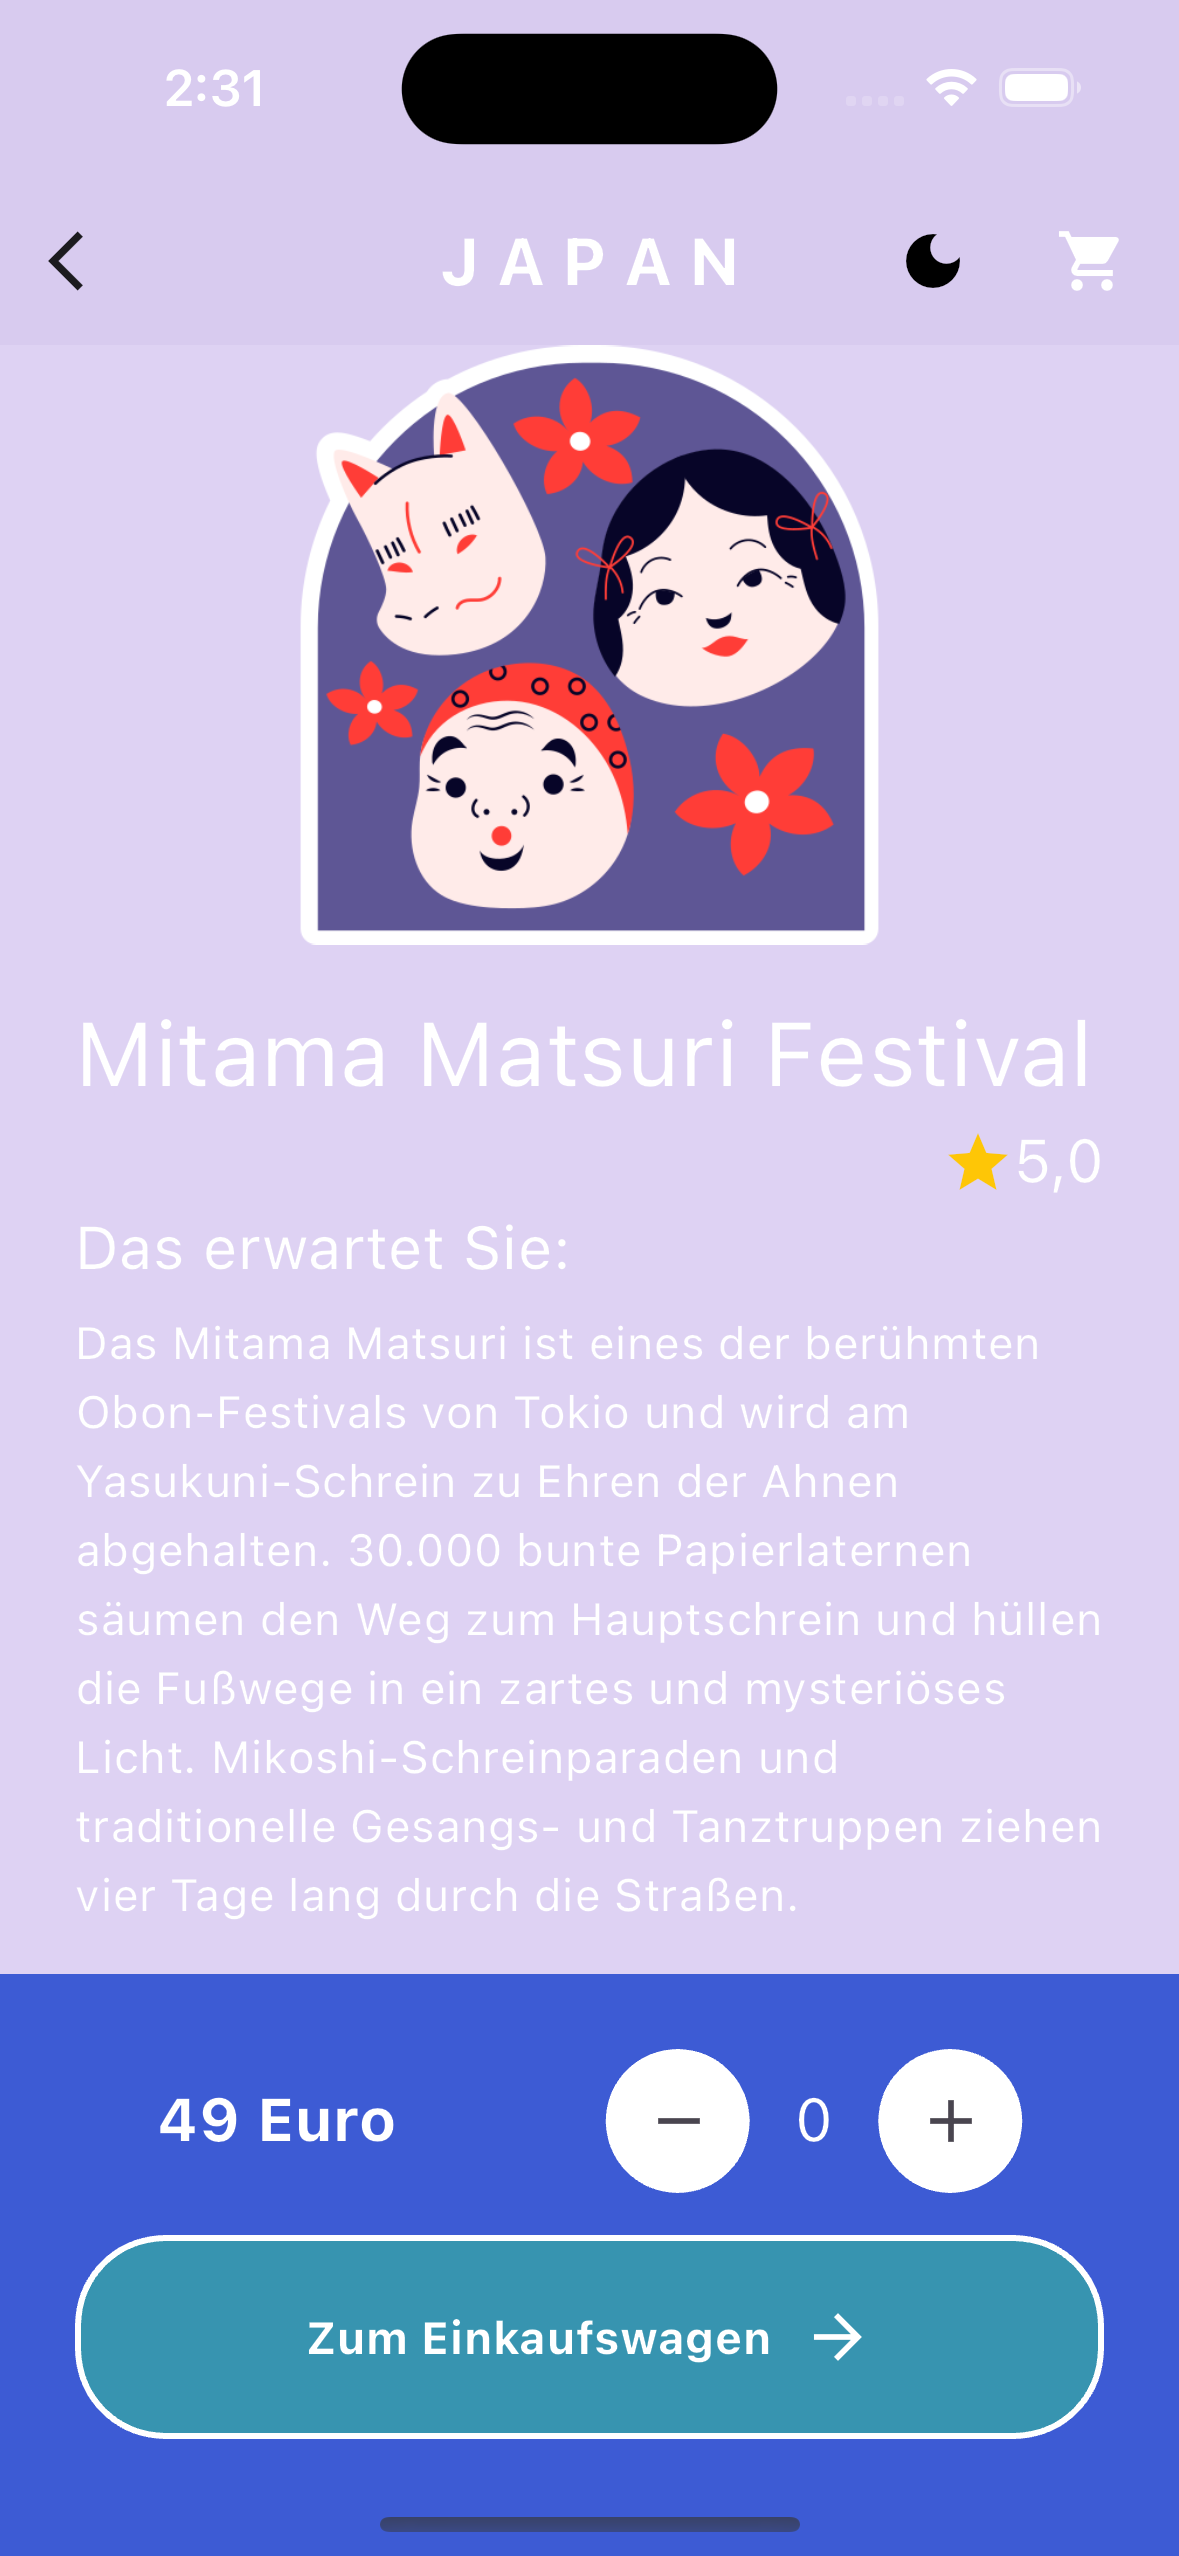 2:31
JAPAN
Mitama Matsuri Festival
5,0
Das erwartet Sie:
Das Mitama Matsuri ist eines der berühmten
Obon-Festivals von Tokio und wird am
Yasukuni-Schrein zu Ehren der Ahnen
abgehalten. 30.000 bunte Papierlaternen
säumen den Weg zum Hauptschrein und hüllen
die Fußwege in ein zartes und mysteriöses
Licht. Mikoshi-Schreinparaden und
traditionelle Gesangs- und Tanztruppen ziehen
vier Tage lang durch die Straßen.
49 Euro
0
Zum Einkaufswagen